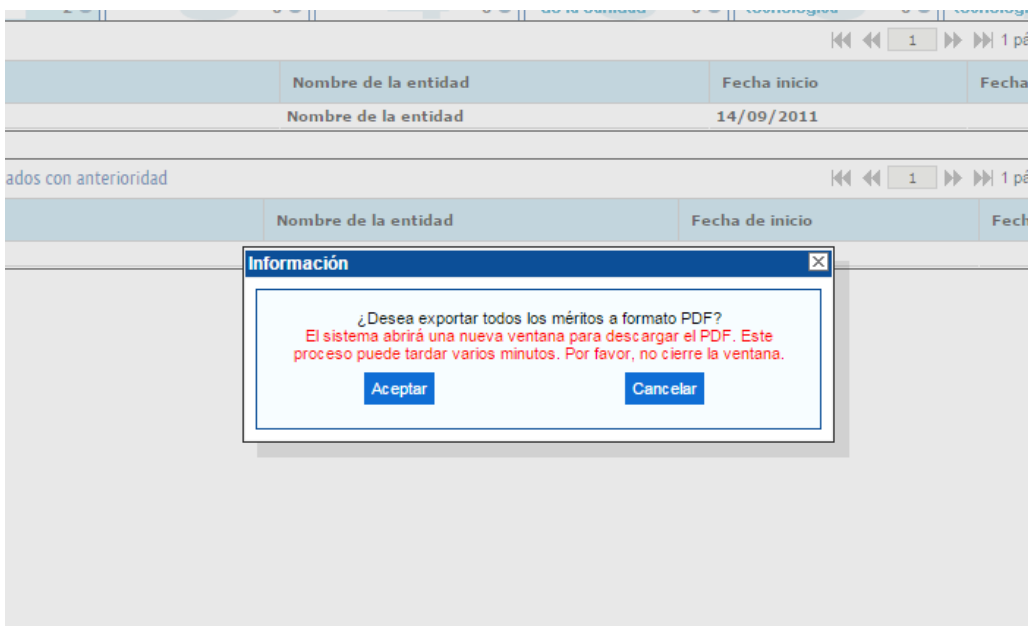 1 1 pá
Nombre de la entidad Fecha inicio Fecha
Nombre de la entidad 14/09/2011
ados con anterioridad 1 1 pá
Nombre de la entidad Fecha de inicio Fech
Información
¿Desea exportar todos los méritos a formato PDF?
El sistema abrirá una nueva ventana para descargar el PDF. Este
proceso puede tardar varios minutos. Por favor, no cierre la ventana.
Aceptar Cancelar